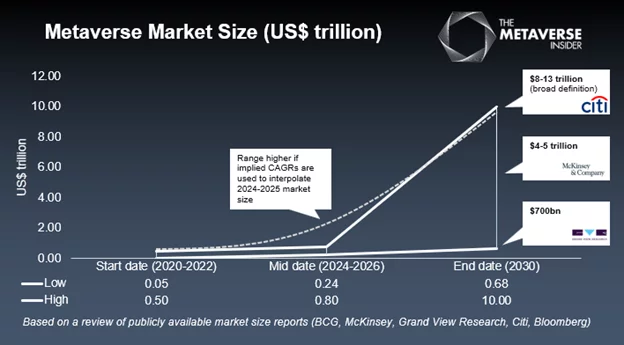 Metaverse Market Size (US$ trillion)
THE
METAVERSE
INSIDER
US$ trillion
12.00
10.00
8.00
6.00
4.00
2.00
0.00
$8-13 trillion
(broad definition)
citi
$4-5 trillion
McKinsey
& Company
$700bn
Range higher if
implied CAGRs are
used to interpolate
2024-2025 market
size
Start date (2020-2022) Mid date (2024-2026) End date (2030)
Low 0.05 0.24 0.68
High 0.50 0.80 10.00
Based on a review of publicly available market size reports (BCG, McKinsey, Grand View Research, Citi, Bloomberg)